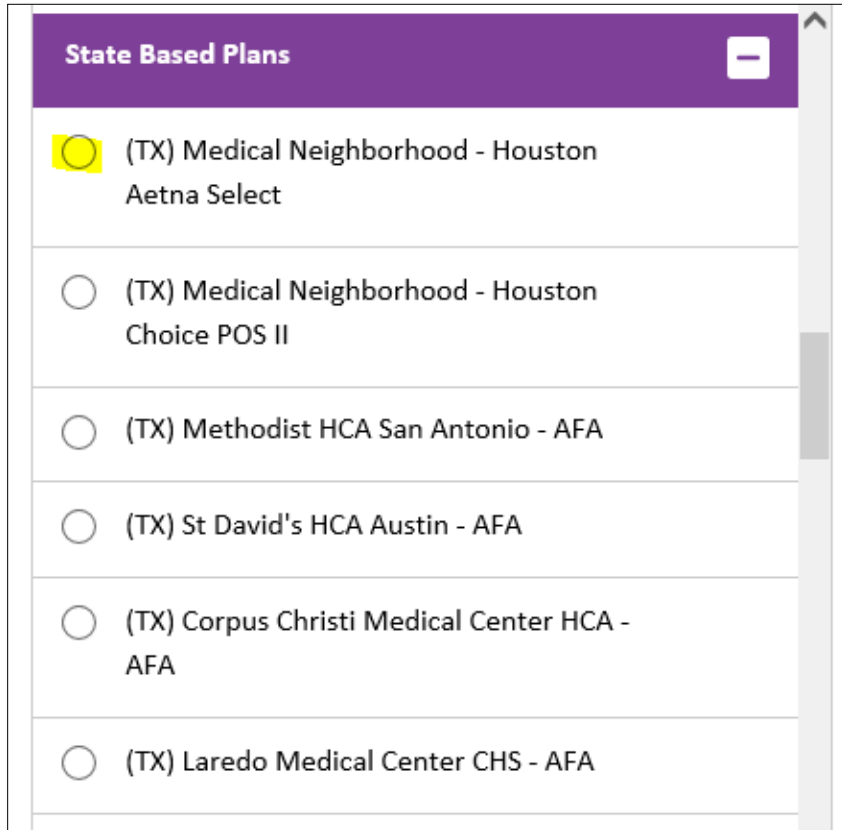 State Based Plans
(TX) Medical Neighborhood - Houston
Aetna Select
(TX) Medical Neighborhood - Houston
Choice POS II
(TX) Methodist HCA San Antonio - AFA
(TX) St David's HCA Austin - AFA
(TX) Corpus Christi Medical Center HCA -
AFA
(TX) Laredo Medical Center CHS - AFA